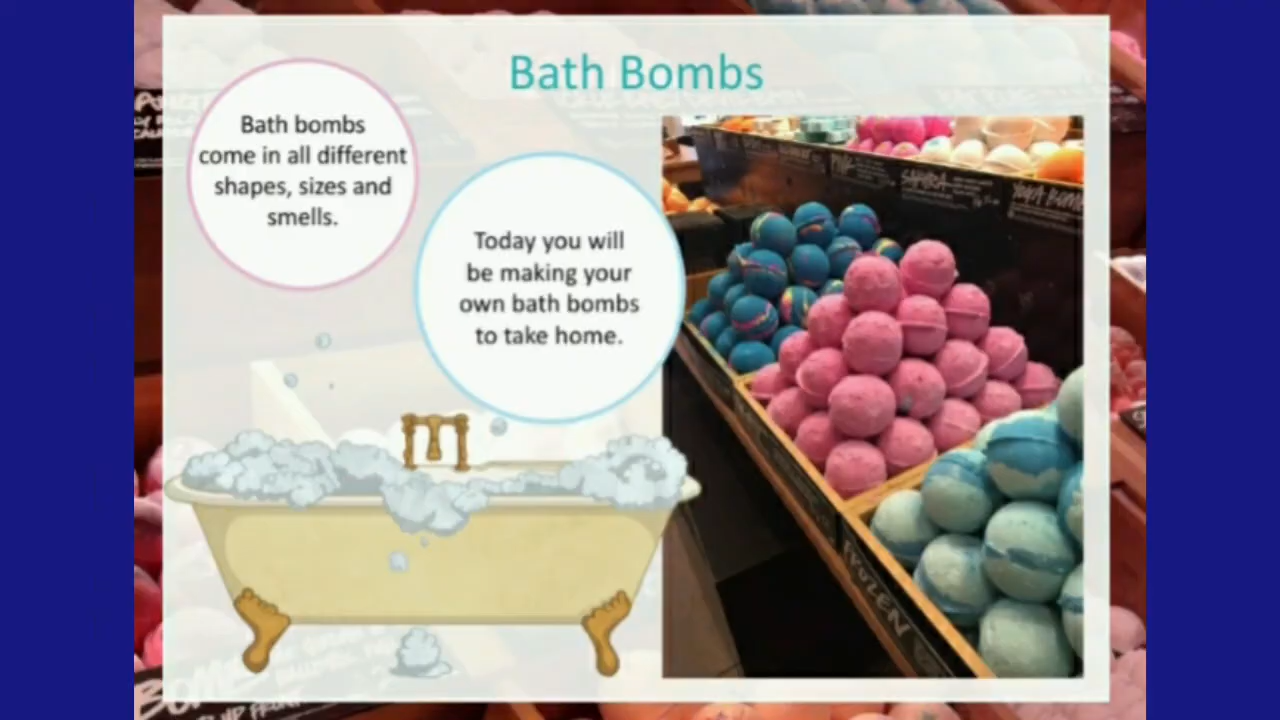 Bath Bombs
Bath bombs
come in all different
shapes, sizes and
smells.
Today you will
be making your
own bath bombs
to take home.
FROZEN